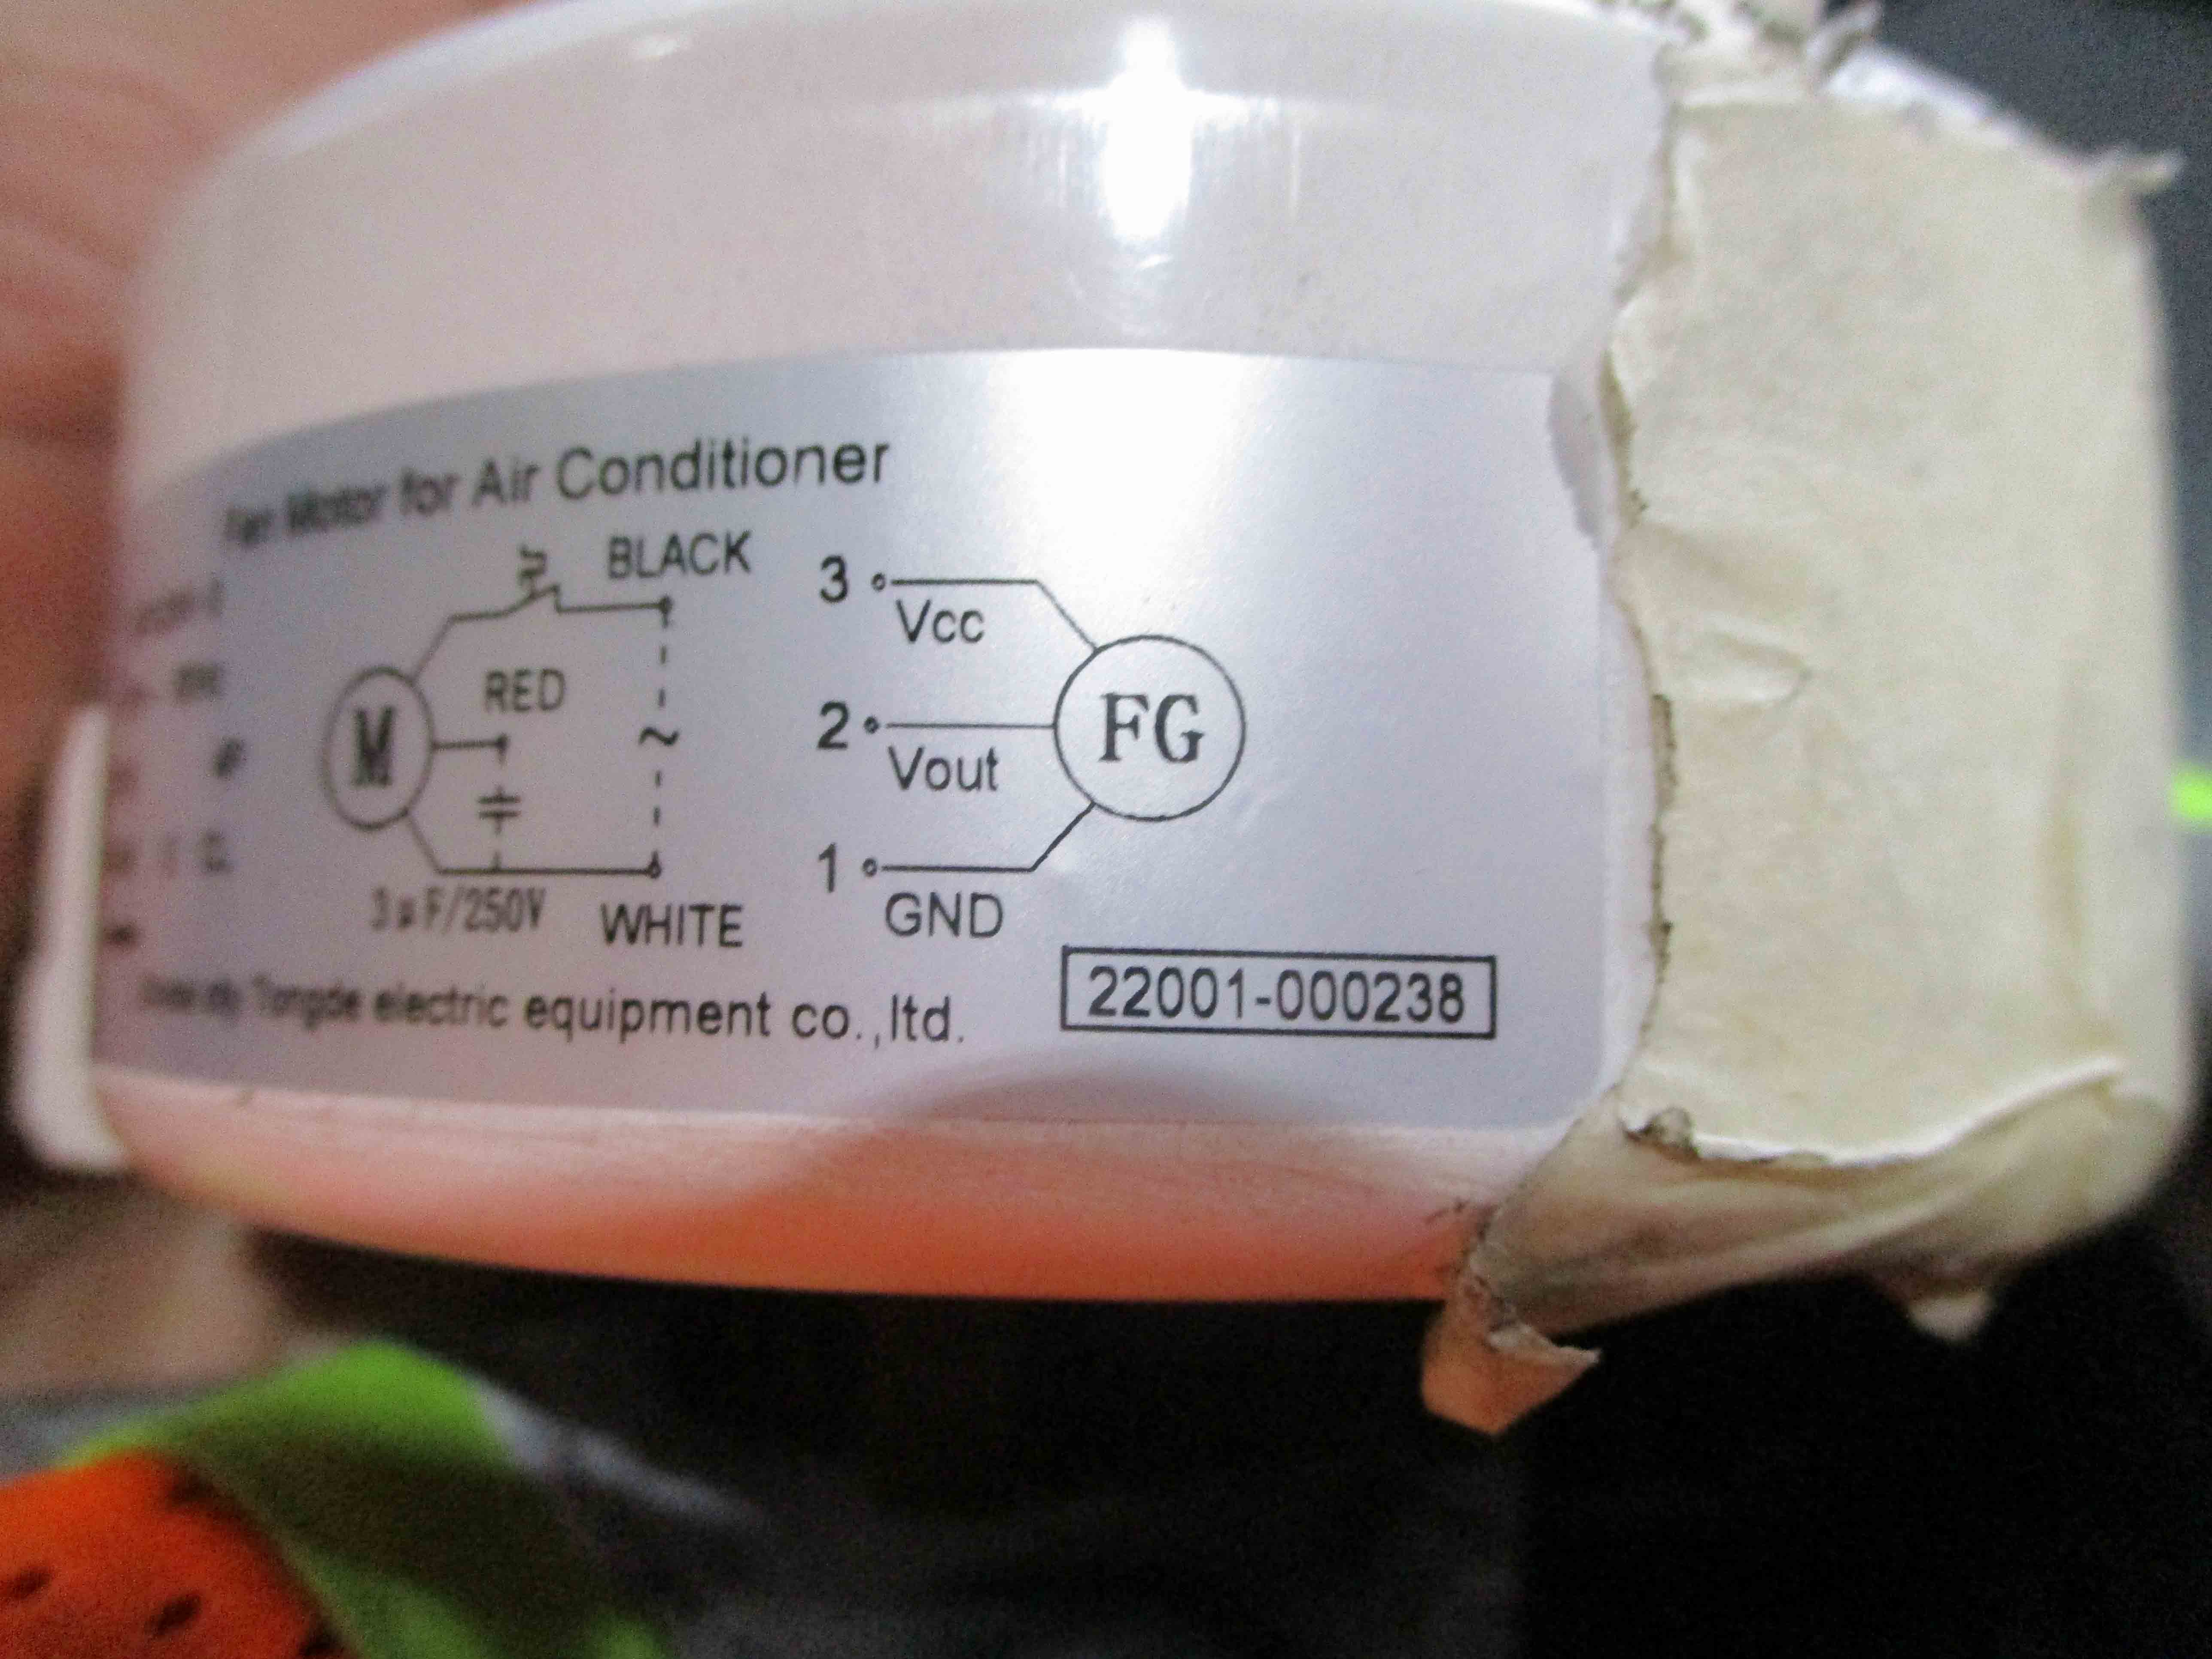 Fan Motor for Air Conditioner
BLACK
RED
M
~
3μF/250V
WHITE
3
Vcc
2
Vout
1
GND
FG
Tongde electric equipment co.,ltd.
22001-000238